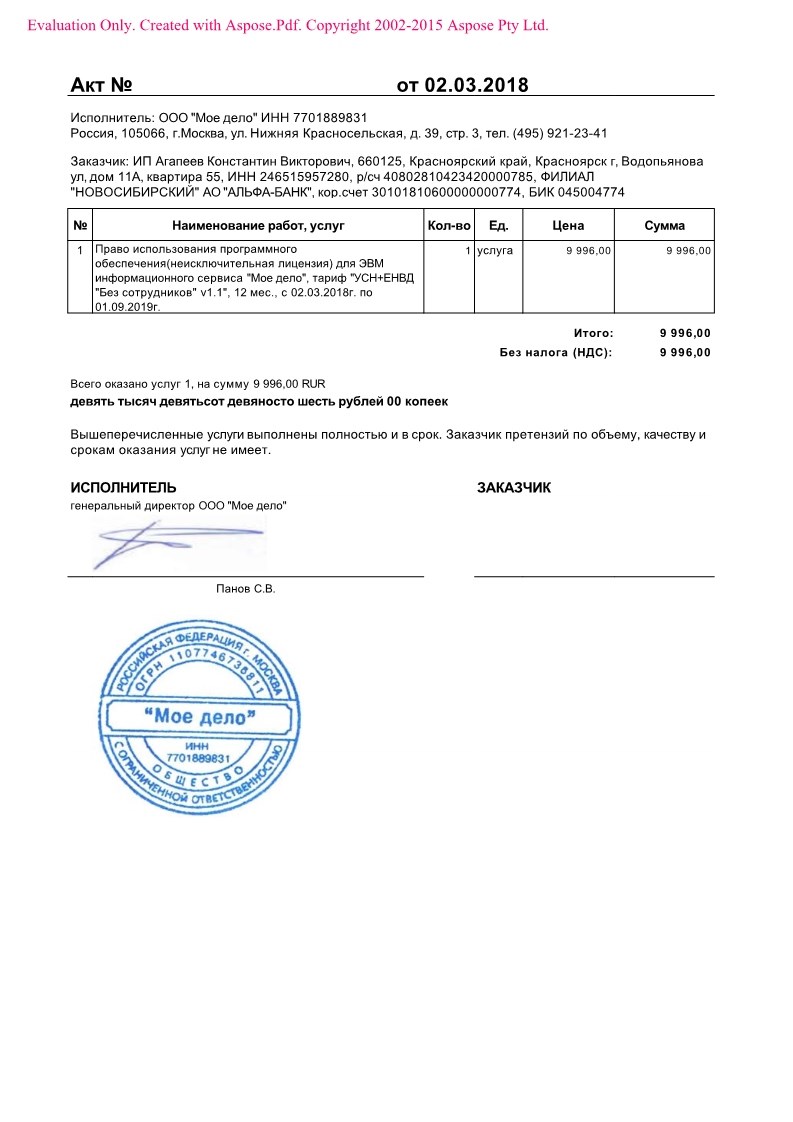 Evaluation Only. Created with Aspose.Pdf. Copyright 2002-2015 Aspose Pty Ltd.
Акт № от 02.03.2018
Исполнитель: ООО "Мое дело" ИНН 7701889831
Россия, 105066, г.Москва, ул. Нижняя Красносельская, д. 39, стр. 3, тел. (495) 921-23-41
Заказчик: ИП Агапеев Константин Викторович, 660125, Красноярский край, Красноярск г, Водопьянова
ул, дом 11А, квартира 55, ИНН 246515957280, р/сч 40802810423420000785, ФИЛИАЛ
"НОВОСИБИРСКИЙ" АО "АЛЬФА-БАНК", кор.счет 30101810600000000774, БИК 045004774
№ Наименование работ, услуг Кол-во Ед. Цена Сумма
1 Право использования программного 1 услуга 9 996,00 9 996,00
обеспечения(неисключительная лицензия) для ЭВМ
информационного сервиса "Мое дело", тариф "УСН+ЕНВД
"Без сотрудников" v1.1", 12 мес., с 02.03.2018г. по
01.09.2019г.
Итого: 9 996,00
Без налога (НДС): 9 996,00
Всего оказано услуг 1, на сумму 9 996,00 RUR
девять тысяч девятьсот девяносто шесть рублей 00 копеек
Вышеперечисленные услуги выполнены полностью и в срок. Заказчик претензий по объему, качеству и
срокам оказания услуг не имеет.
ИСПОЛНИТЕЛЬ ЗАКАЗЧИК
генеральный директор ООО "Мое дело"
Панов С.В.
РОССИЙСКАЯ ФЕДЕРАЦИЯ г. МОСКВА
ОГРН 1107746735811
"Мое дело"
ИНН
7701889831
ОБЩЕСТВО
С ОГРАНИЧЕННОЙ ОТВЕТСТВЕННОСТЬЮ